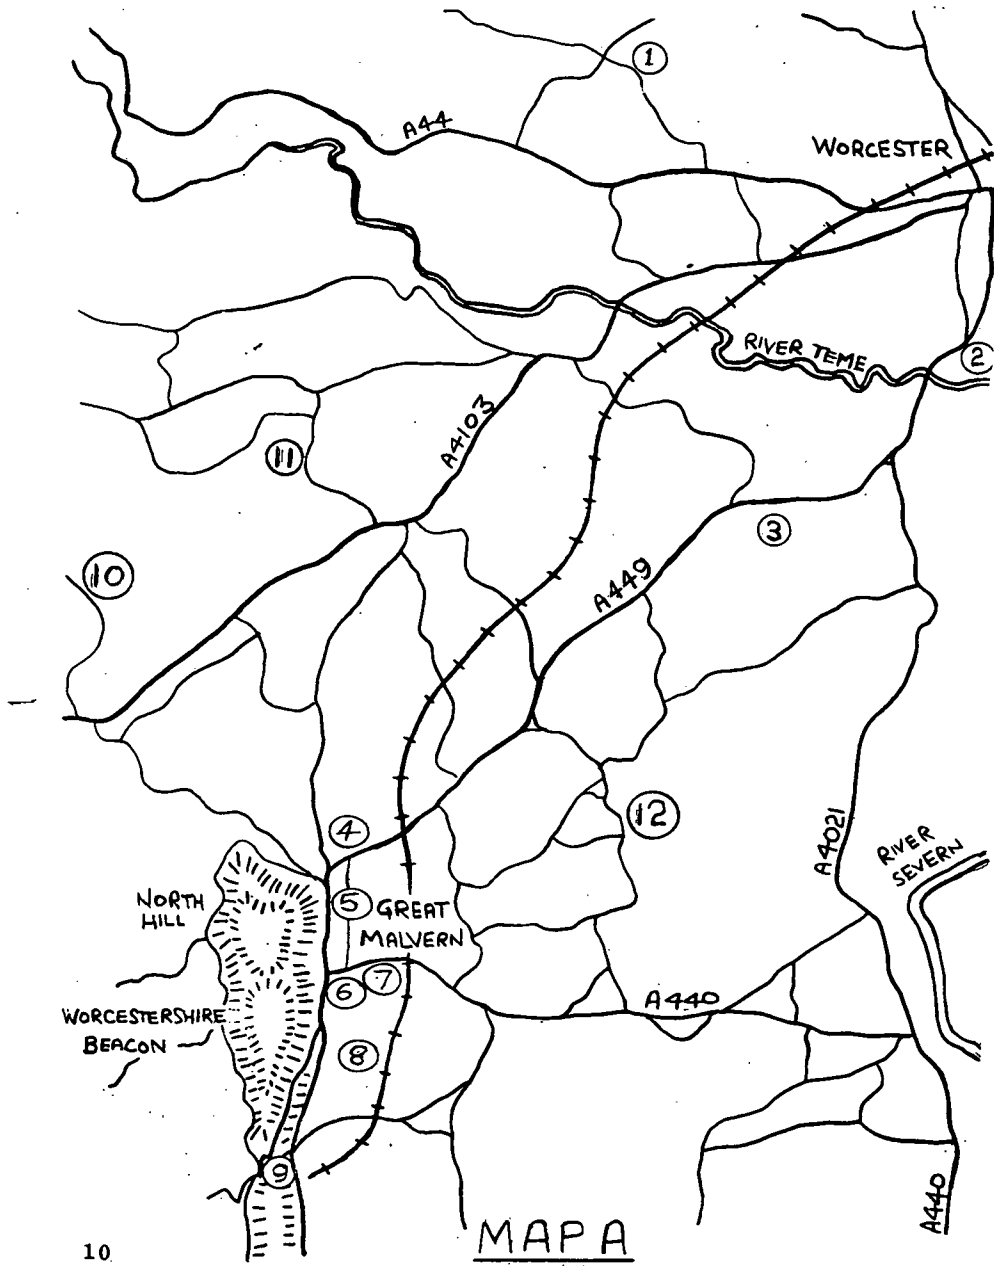 1
A44
WORCESTER
RIVER TEME
2
A4103
11
3
10
A449
12
4
A4021
RIVER
SEVERN
NORTH
HILL
5
GREAT
MALVERN
6
7
A440
WORCESTERSHIRE
BEACON
8
9
A440
MAP A
10